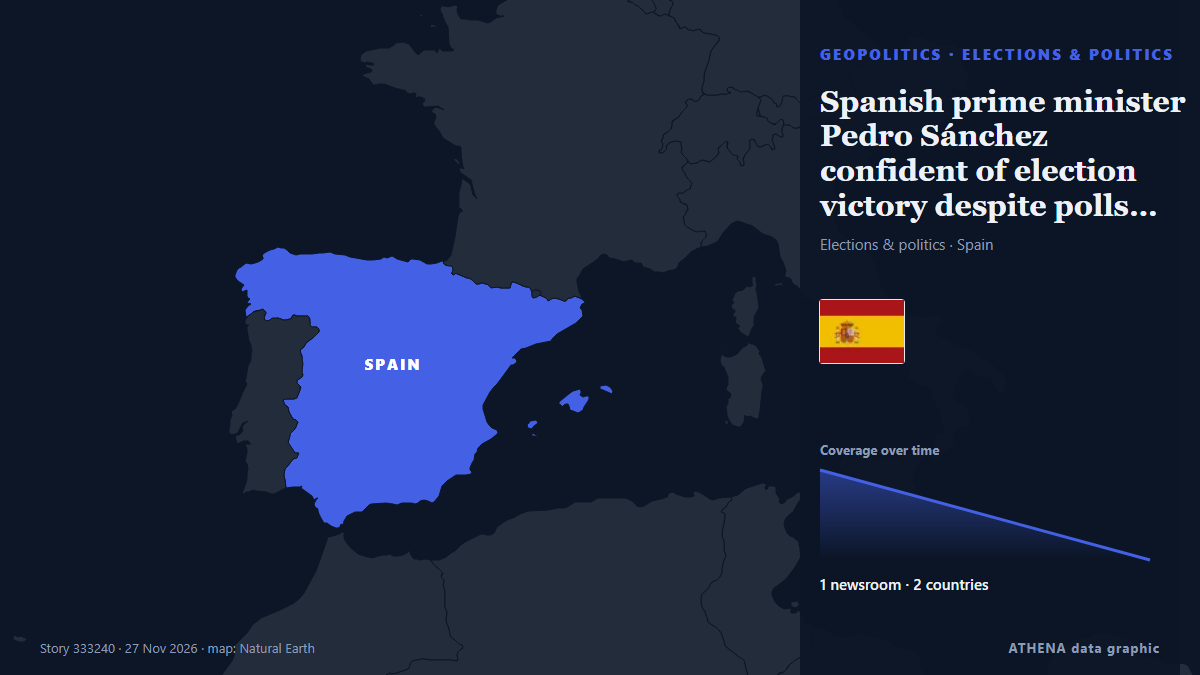 GEOPOLITICS · ELECTIONS & POLITICS
Spanish prime minister
Pedro Sánchez
confident of election
victory despite polls...
Elections & politics · Spain
SPAIN
Coverage over time
1 newsroom · 2 countries
Story 333240 · 27 Nov 2026 · map: Natural Earth
ATHENA data graphic